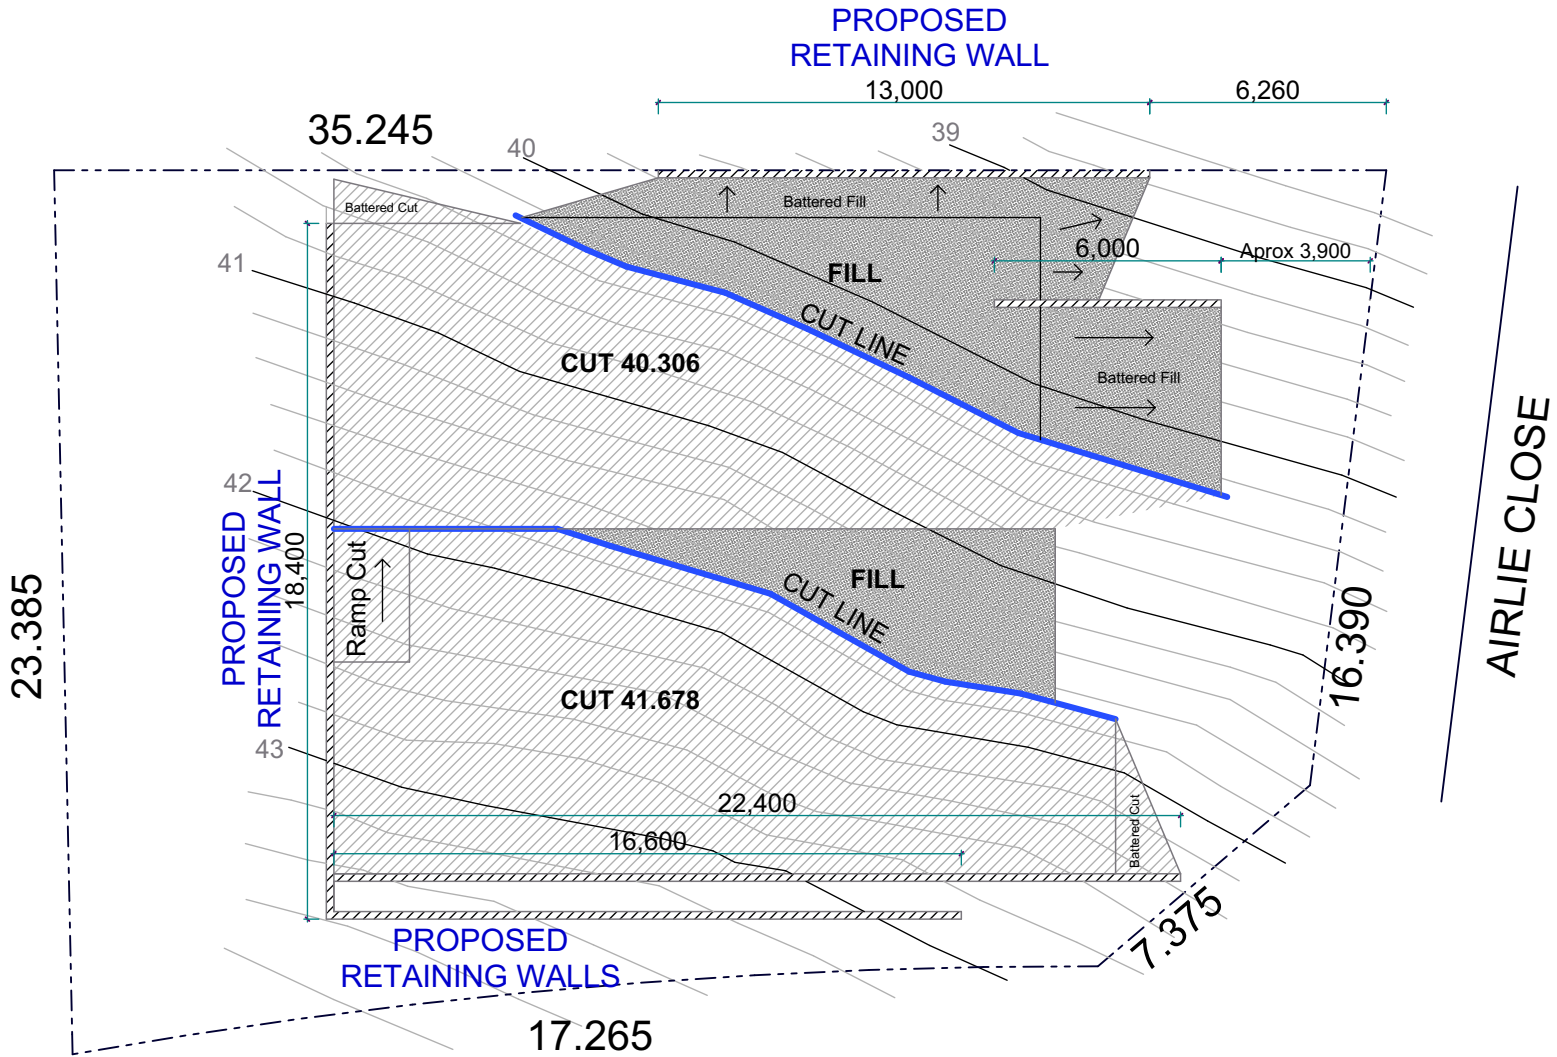 PROPOSED
RETAINING WALL
13,000
6,260
35.245
40
39
Battered Cut
Battered Fill
6,000
Aprox 3,900
41
FILL
CUT LINE
CUT 40.306
Battered Fill
42
PROPOSED
RETAINING WALL
18,400
Ramp Cut
FILL
CUT LINE
23.385
16.390
AIRLIE CLOSE
CUT 41.678
43
22,400
16,600
Battered Cut
7.375
PROPOSED
RETAINING WALLS
17.265